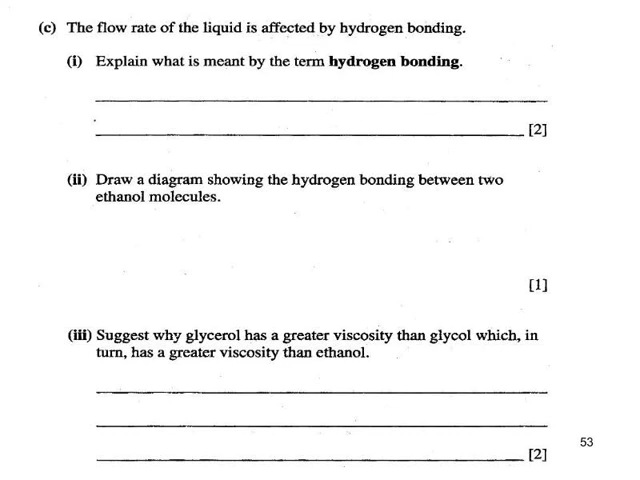 (c) The flow rate of the liquid is affected by hydrogen bonding.
(i) Explain what is meant by the term hydrogen bonding.
[2]
(ii) Draw a diagram showing the hydrogen bonding between two
ethanol molecules.
[1]
(iii) Suggest why glycerol has a greater viscosity than glycol which, in
turn, has a greater viscosity than ethanol.
53
[2]